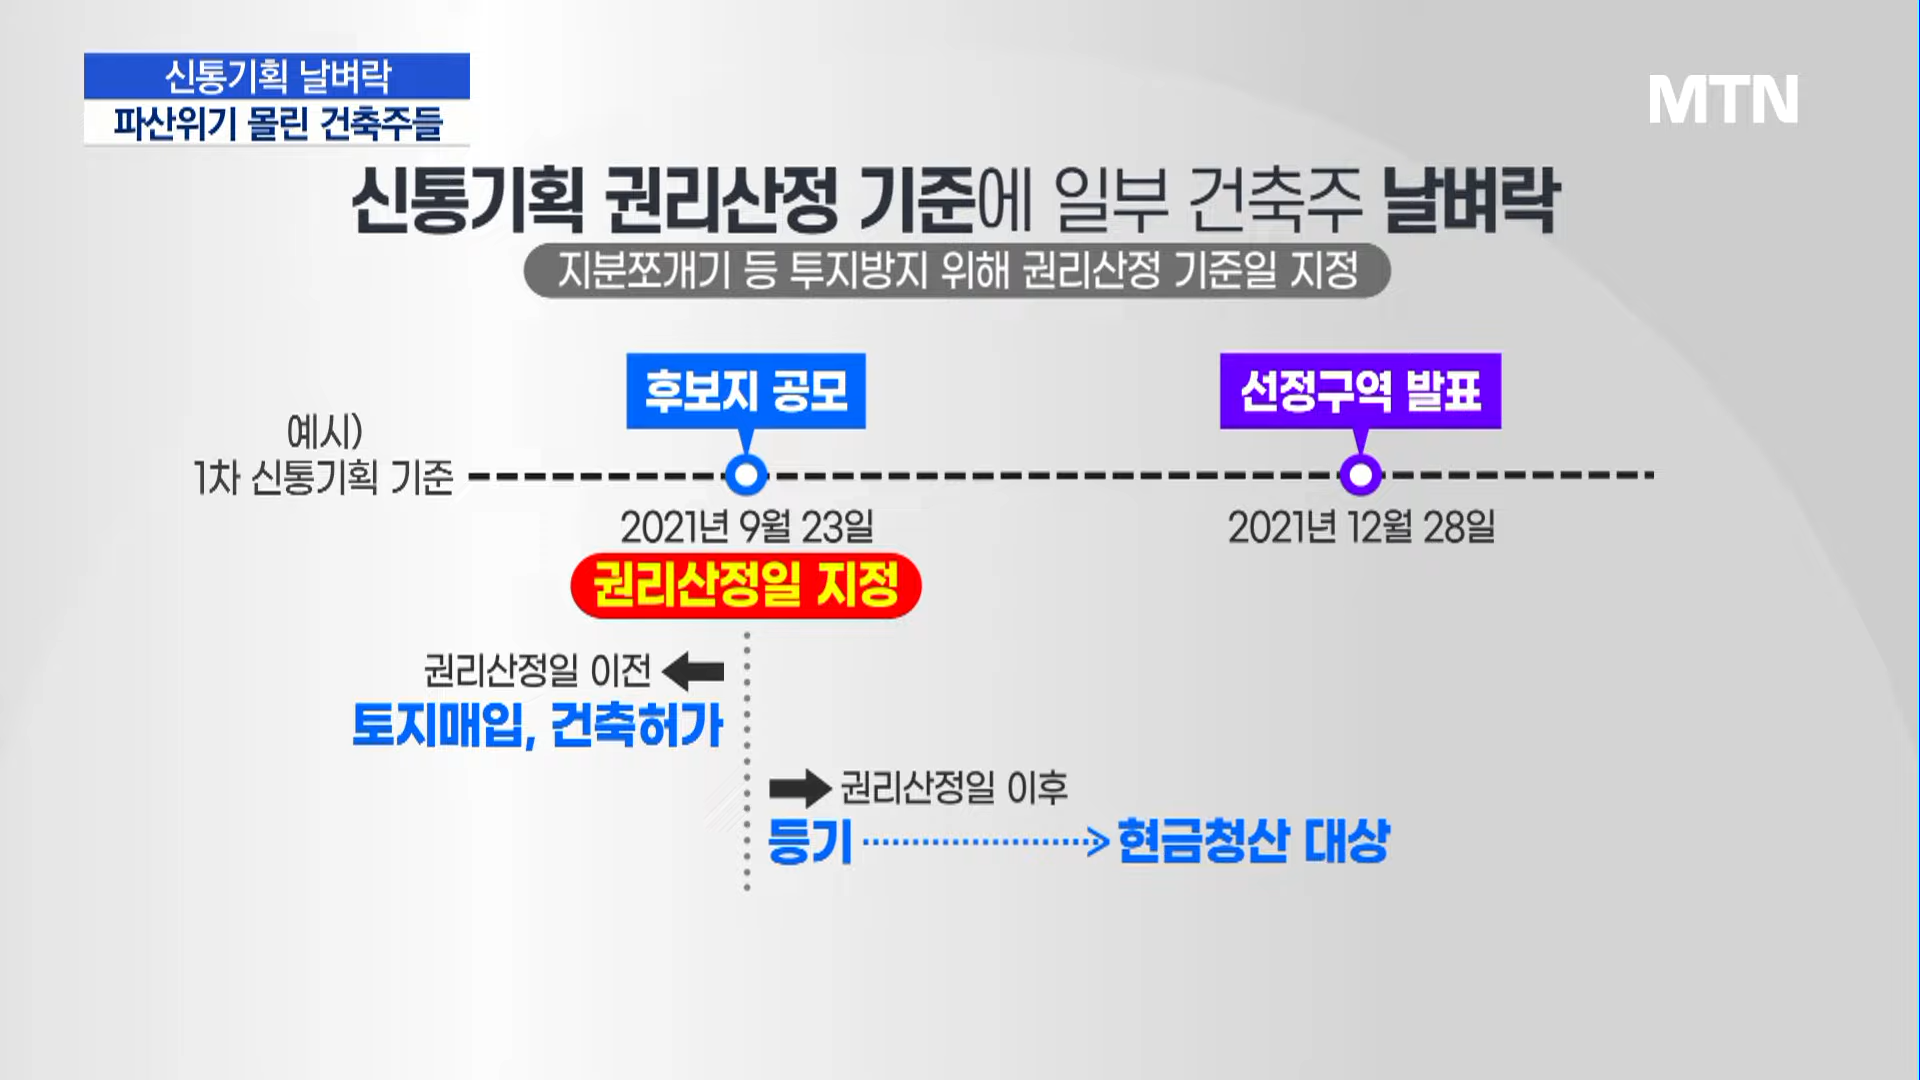 신통기획 날벼락
파산위기 몰린 건축주들
MTN
신통기획 권리산정 기준에 일부 건축주 날벼락
지분쪼개기 등 투지방지 위해 권리산정 기준일 지정
후보지 공모
선정구역 발표
예시)
1차 신통기획 기준
2021년 9월 23일
2021년 12월 28일
권리산정일 지정
권리산정일 이전
토지매입, 건축허가
권리산정일 이후
등기
현금청산 대상